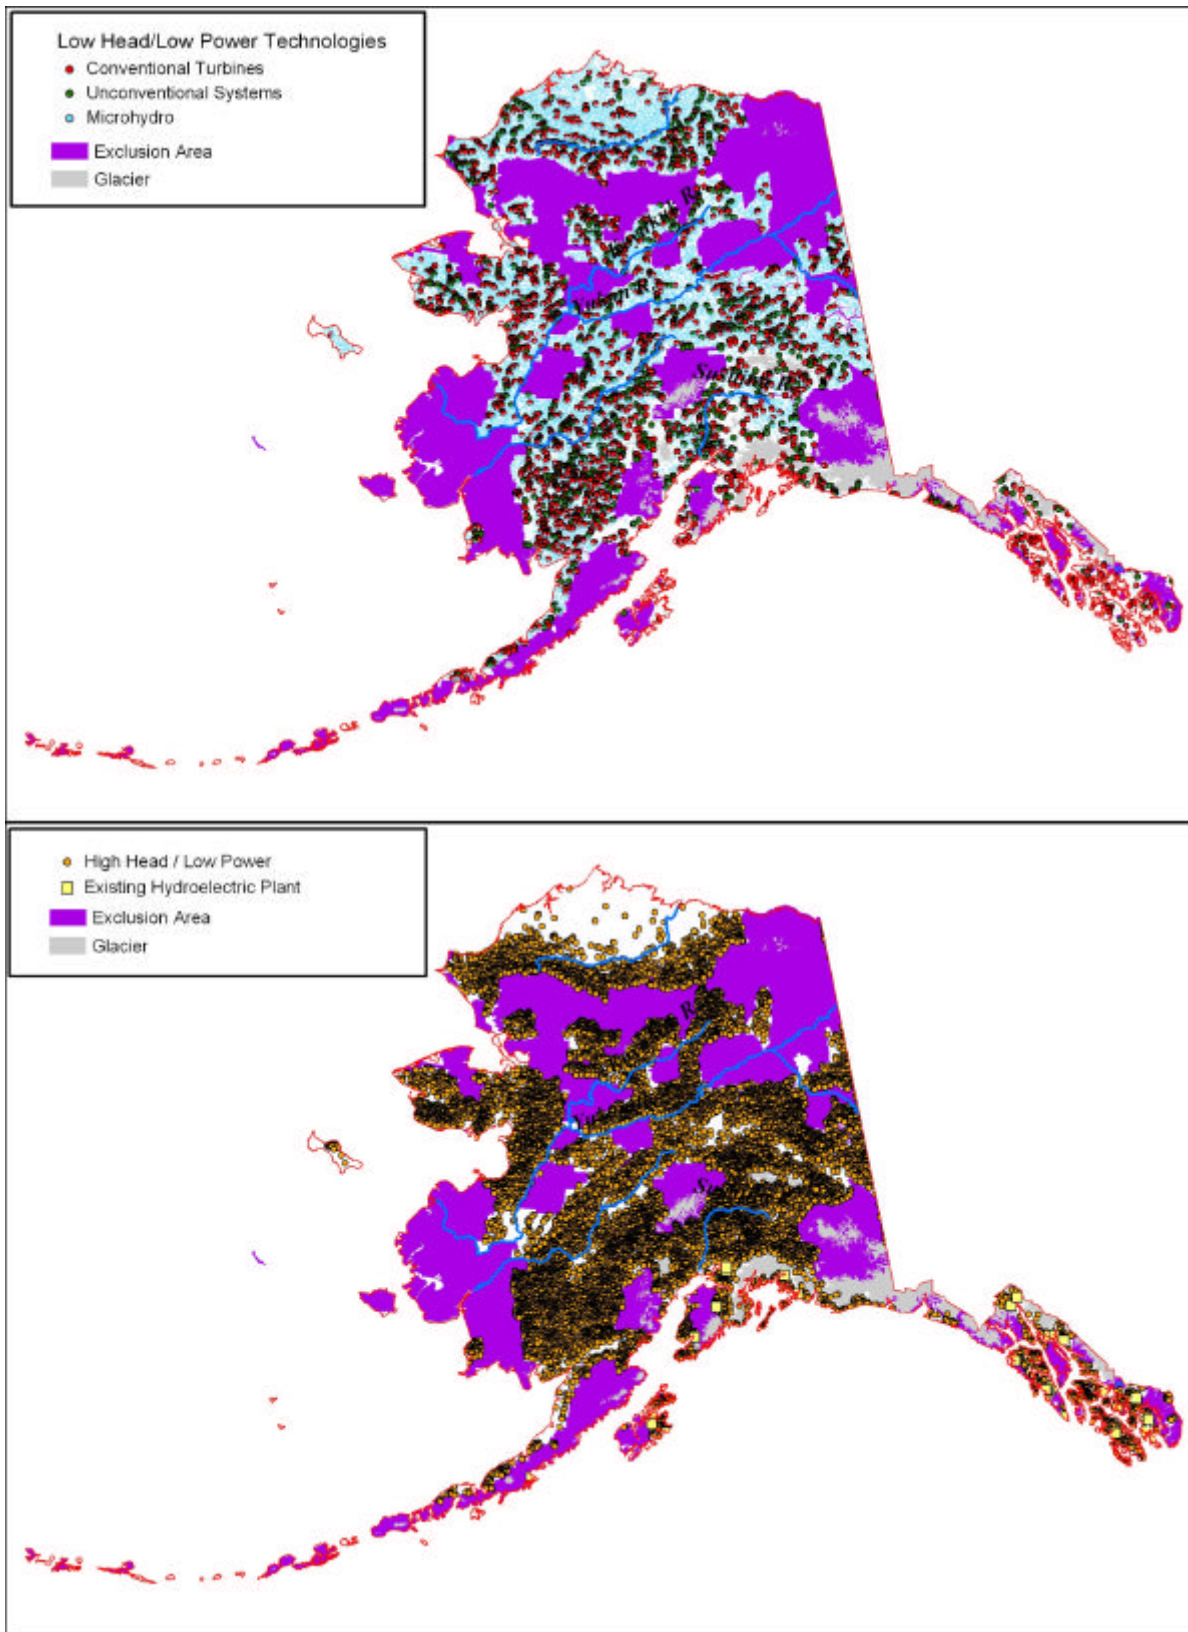 Low Head/Low Power Technologies
Conventional Turbines
Unconventional Systems
Microhydro
Exclusion Area
Glacier
Yukon R.
Susitna R.
High Head / Low Power
Existing Hydroelectric Plant
Exclusion Area
Glacier